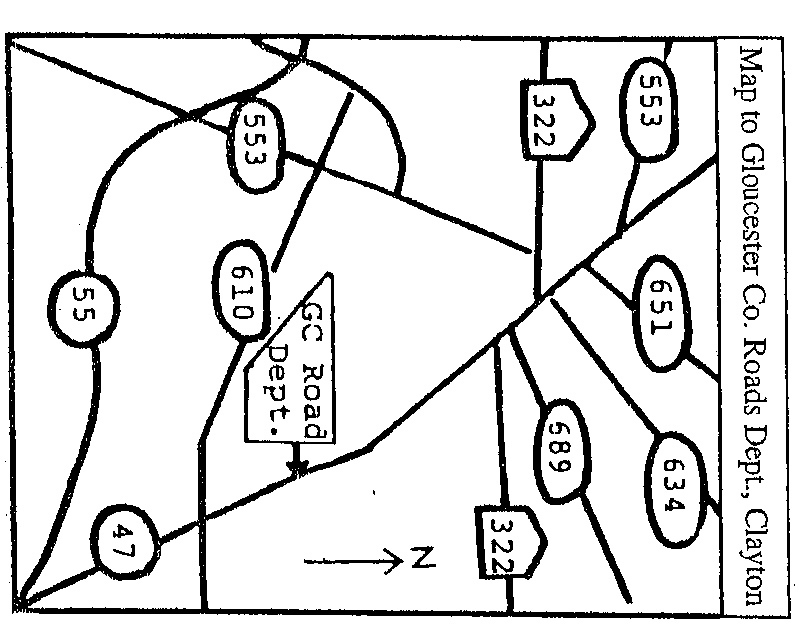 Map to Gloucester Co. Roads Dept., Clayton
553
651
634
322
689
322
N
GC Road
Dept.
553
610
47
55